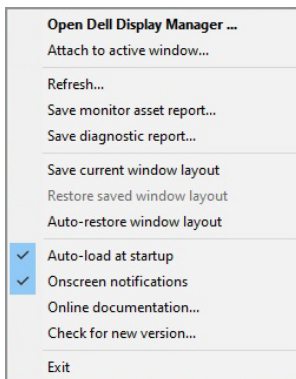 Open Dell Display Manager ...
Attach to active window...
Refresh...
Save monitor asset report...
Save diagnostic report...
Save current window layout
Restore saved window layout
Auto-restore window layout
Auto-load at startup
Onscreen notifications
Online documentation...
Check for new version...
Exit